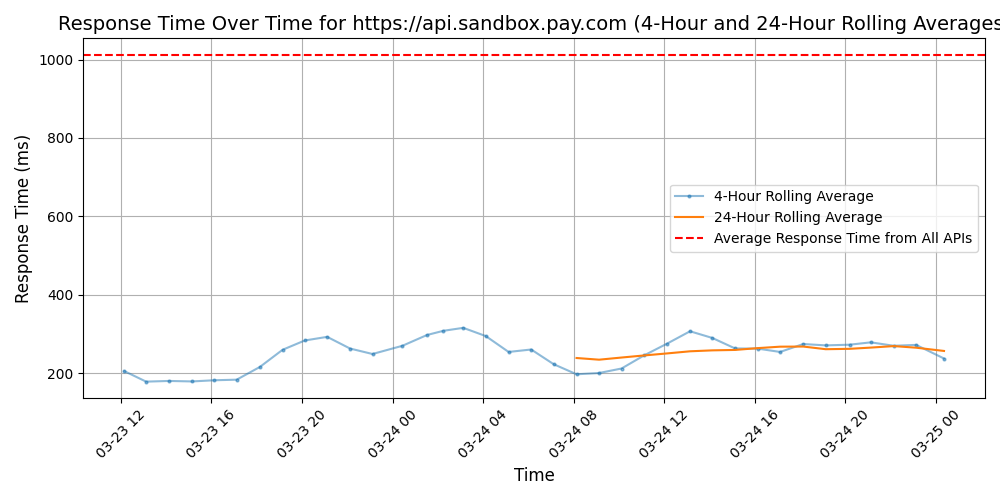 Response Time Over Time for https://api.sandbox.pay.com (4-Hour and 24-Hour Rolling Averages
Response Time (ms)
1000
800
600
400
200
4-Hour Rolling Average
24-Hour Rolling Average
Average Response Time from All APIs
03-23 12
03-23 16
03-23 20
03-24 00
03-24 04
03-24 08
03-24 12
03-24 16
03-24 20
03-25 00
Time